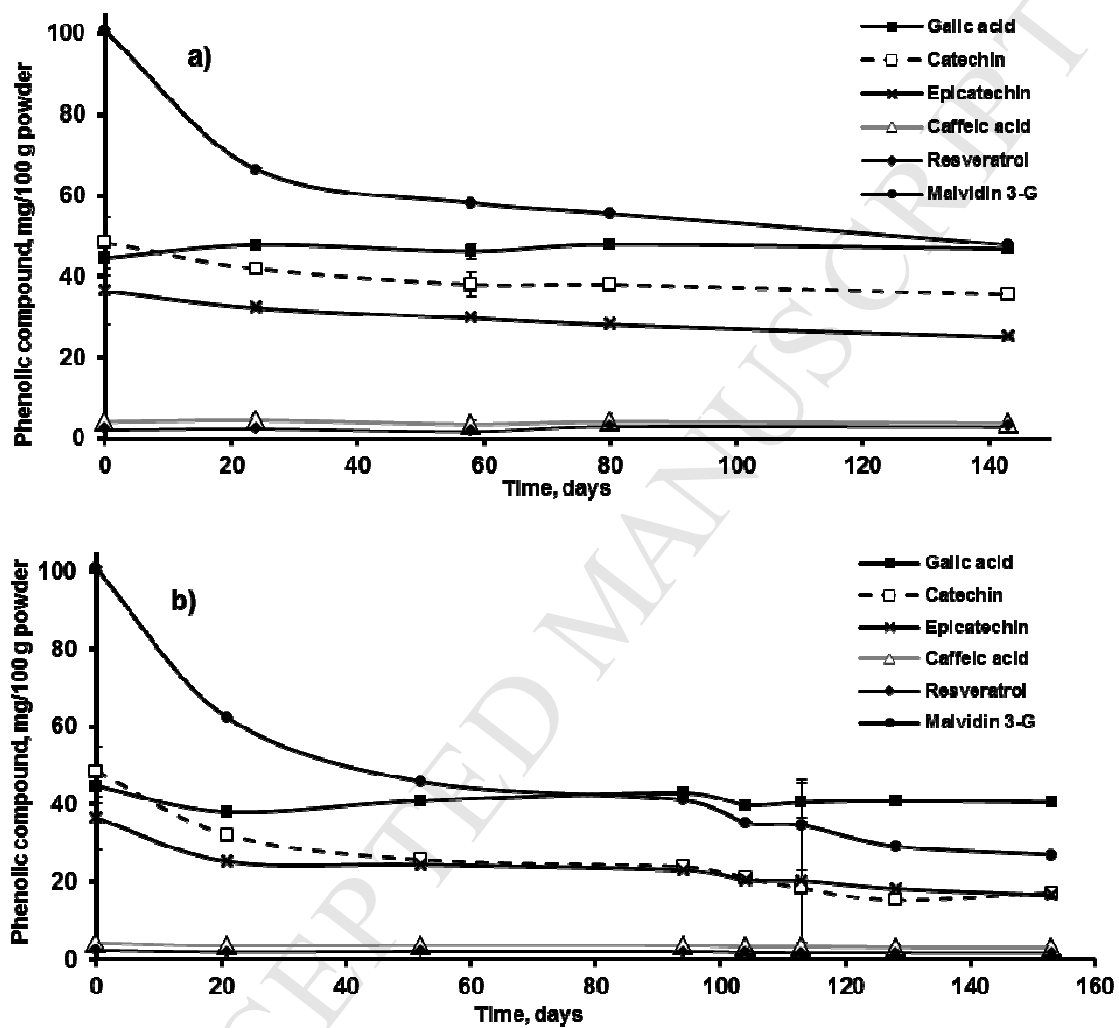 a)
Galic acid
Catechin
Epicatechin
Caffeic acid
Resveratrol
Malvidin 3-G
Phenolic compound, mg/100 g powder
100
80
60
40
20
0
0 20 40 60 80 100 120 140
Time, days
b)
Galic acid
Catechin
Epicatechin
Caffeic acid
Resveratrol
Malvidin 3-G
Phenolic compound, mg/100 g powder
100
80
60
40
20
0
0 20 40 60 80 100 120 140 160
Time, days
CEPTED MANUSCRIPT